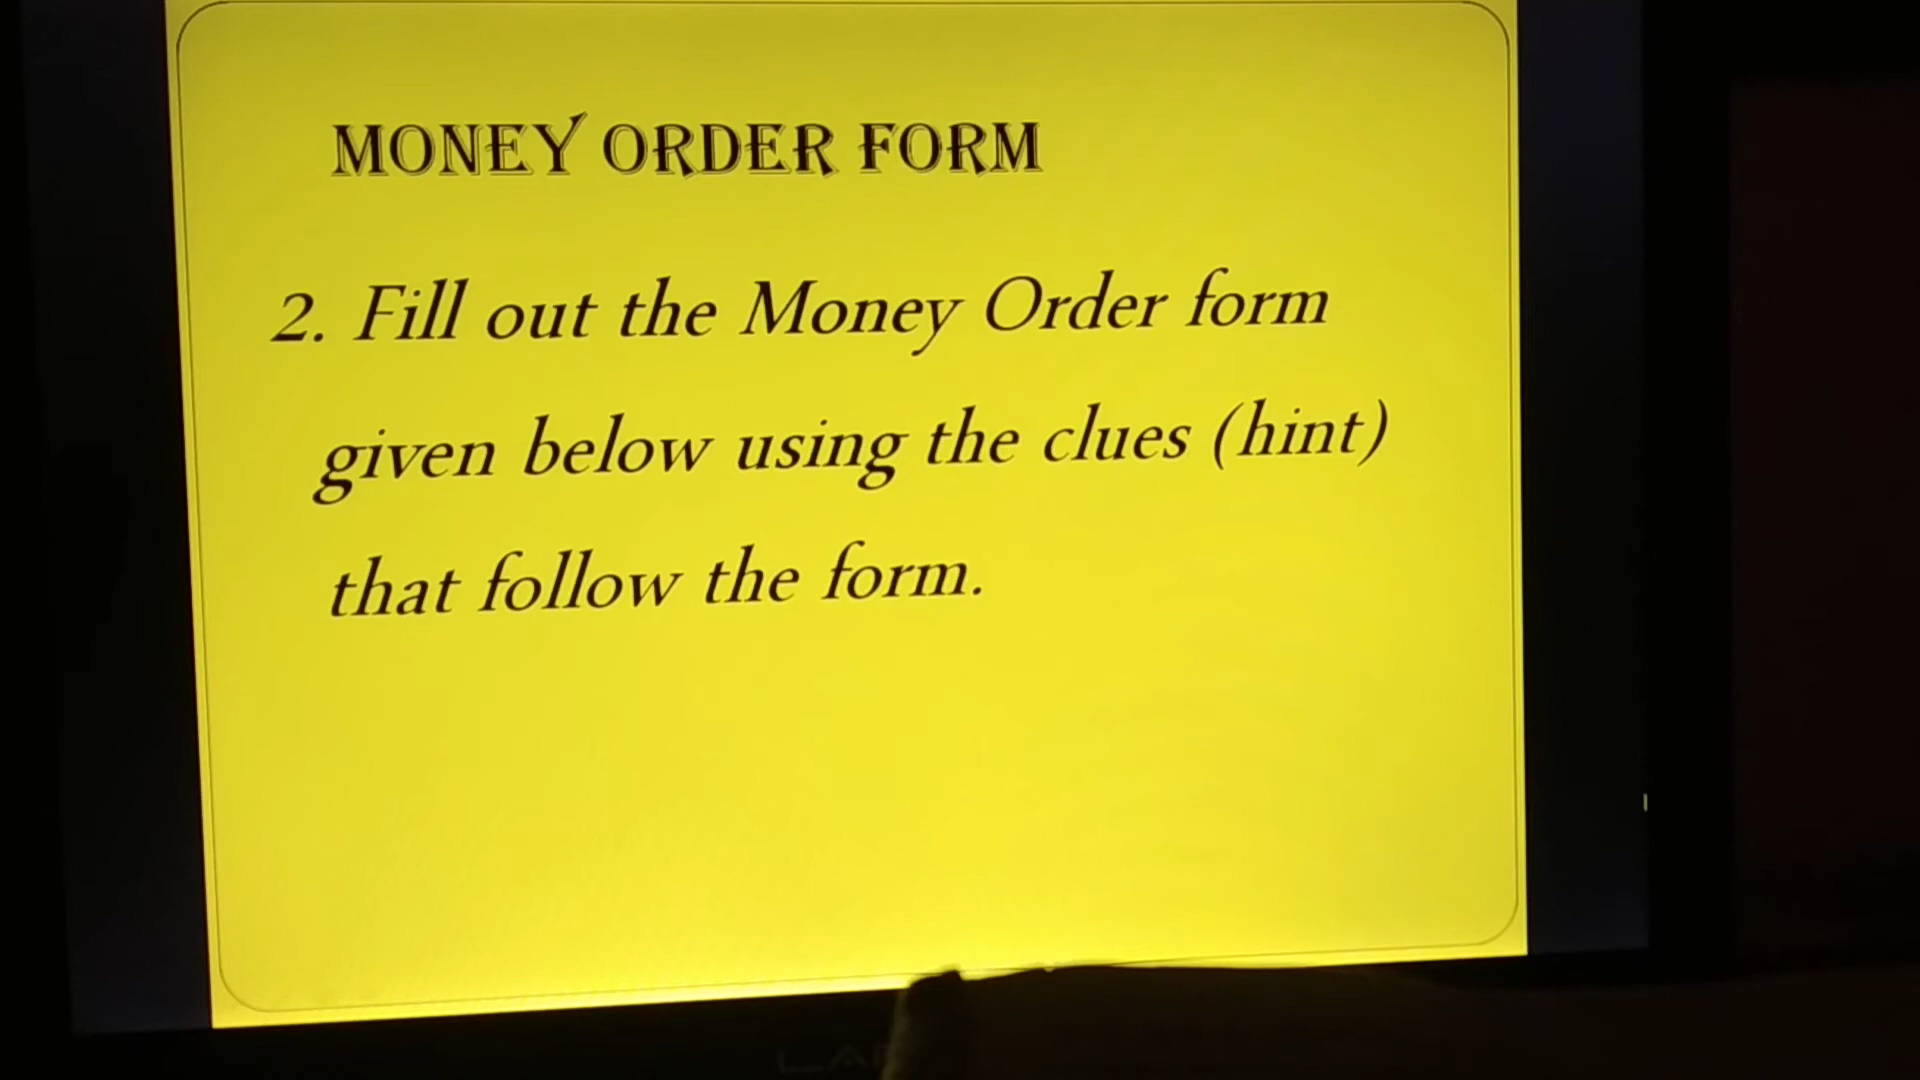 MONEY ORDER FORM
2. Fill out the Money Order form
given below using the clues (hint)
that follow the form.